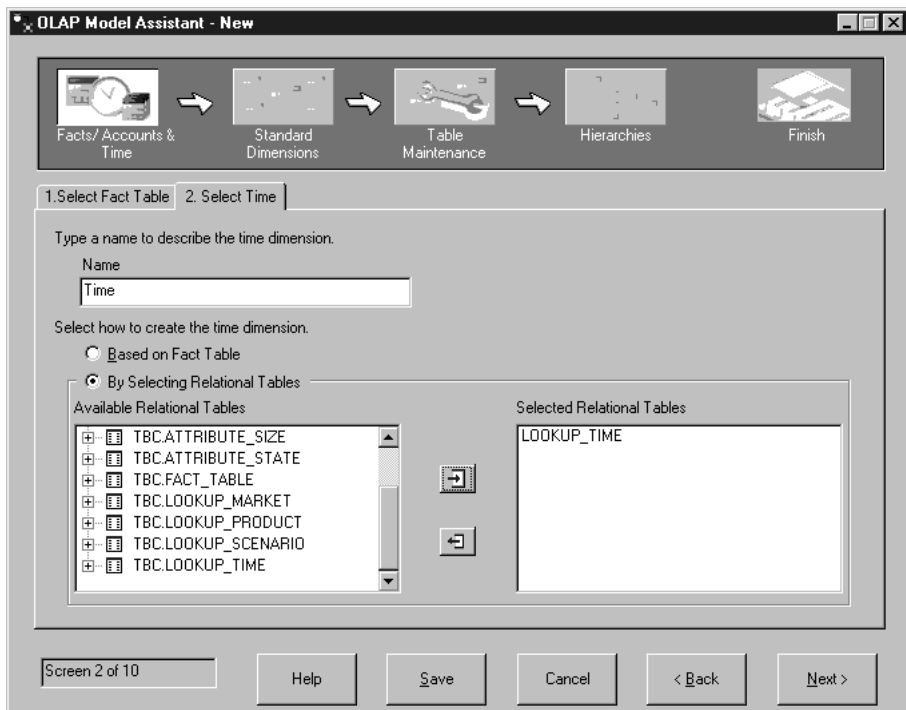 OLAP Model Assistant - New
Facts/ Accounts & Time
Standard Dimensions
Table Maintenance
Hierarchies
Finish
1.Select Fact Table
2. Select Time
Type a name to describe the time dimension.
Name
Time
Select how to create the time dimension.
Based on Fact Table
By Selecting Relational Tables
Available Relational Tables
TBC.ATTRIBUTE_SIZE
TBC.ATTRIBUTE_STATE
TBC.FACT_TABLE
TBC.LOOKUP_MARKET
TBC.LOOKUP_PRODUCT
TBC.LOOKUP_SCENARIO
TBC.LOOKUP_TIME
Selected Relational Tables
LOOKUP_TIME
Screen 2 of 10
Help
Save
Cancel
< Back
Next >